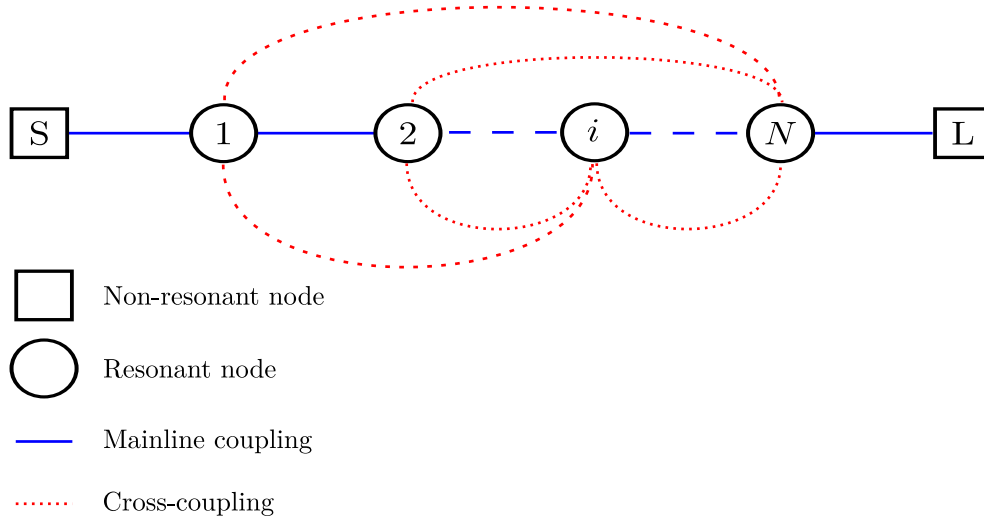 S 1 2 i N L
Non-resonant node
Resonant node
Mainline coupling
Cross-coupling